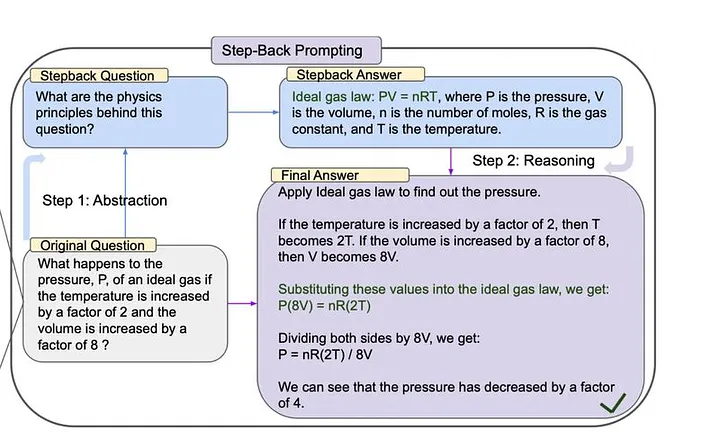 Step-Back Prompting
Stepback Question
What are the physics
principles behind this
question?
Stepback Answer
Ideal gas law: PV = nRT, where P is the pressure, V
is the volume, n is the number of moles, R is the gas
constant, and T is the temperature.
Step 1: Abstraction
Step 2: Reasoning
Original Question
What happens to the
pressure, P, of an ideal gas if
the temperature is increased
by a factor of 2 and the
volume is increased by a
factor of 8 ?
Final Answer
Apply Ideal gas law to find out the pressure.
If the temperature is increased by a factor of 2, then T
becomes 2T. If the volume is increased by a factor of 8,
then V becomes 8V.
Substituting these values into the ideal gas law, we get:
P(8V) = nR(2T)
Dividing both sides by 8V, we get:
P = nR(2T) / 8V
We can see that the pressure has decreased by a factor
of 4.